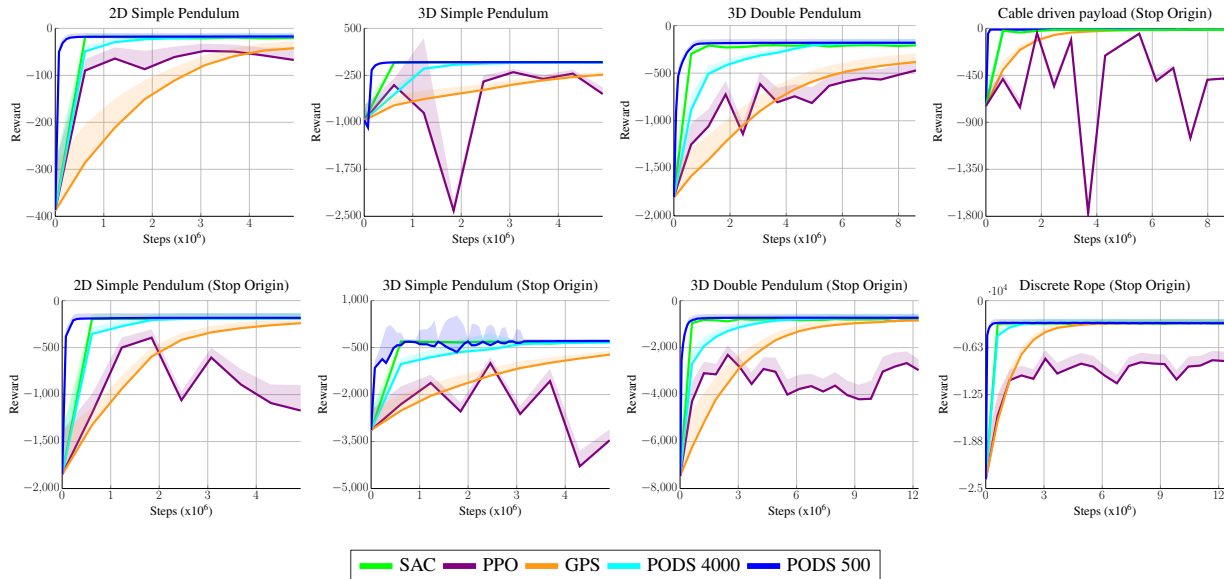 2D Simple Pendulum
0
−100
−200
−300
−400
Reward
0 1 2 3 4
Steps (x10^6)
3D Simple Pendulum
500
−250
−1,000
−1,750
−2,500
Reward
0 1 2 3 4
Steps (x10^6)
3D Double Pendulum
0
−500
−1,000
−1,500
−2,000
Reward
0 2 4 6 8
Steps (x10^6)
Cable driven payload (Stop Origin)
0
−450
−900
−1,350
−1,800
Reward
0 2 4 6 8
Steps (x10^6)
2D Simple Pendulum (Stop Origin)
0
−500
−1,000
−1,500
−2,000
Reward
0 1 2 3 4
Steps (x10^6)
3D Simple Pendulum (Stop Origin)
1,000
−500
−2,000
−3,500
−5,000
Reward
0 1 2 3 4
Steps (x10^6)
3D Double Pendulum (Stop Origin)
0
−2,000
−4,000
−6,000
−8,000
Reward
0 3 6 9 12
Steps (x10^6)
Discrete Rope (Stop Origin)
·10^4
0
−0.63
−1.25
−1.88
−2.5
Reward
0 3 6 9 12
Steps (x10^6)
SAC PPO GPS PODS 4000 PODS 500